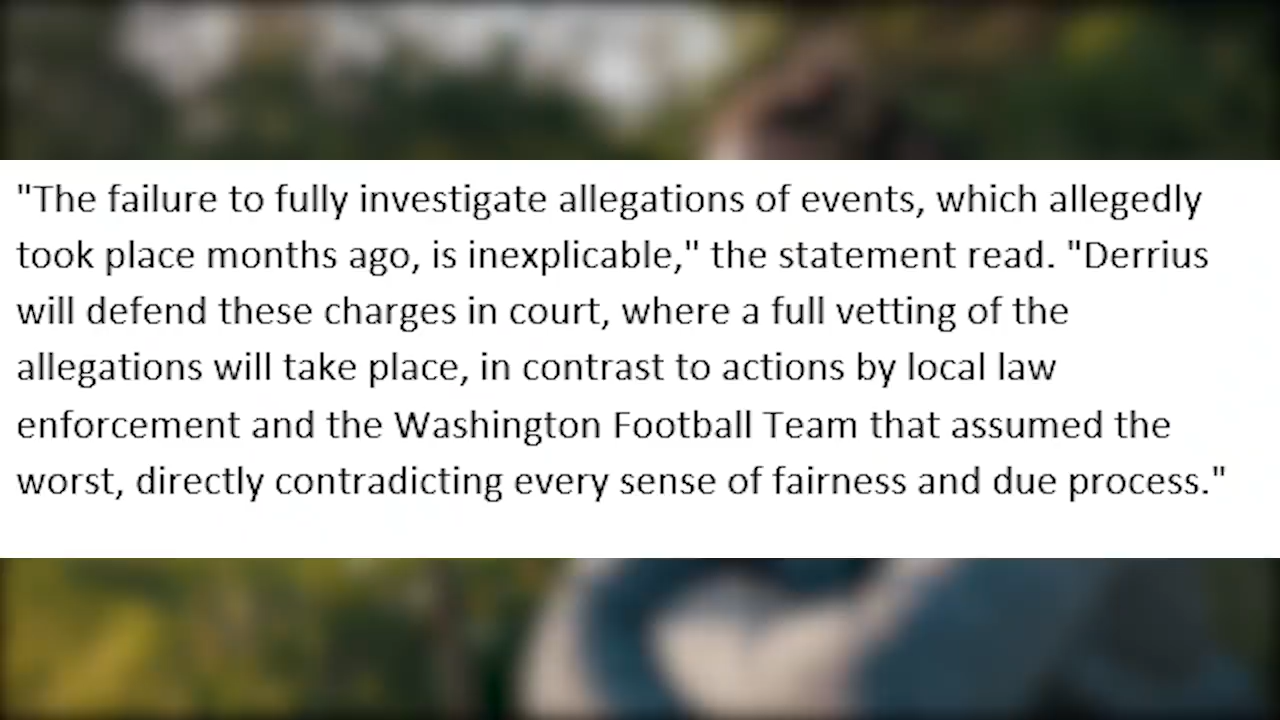 "The failure to fully investigate allegations of events, which allegedly
took place months ago, is inexplicable," the statement read. "Derrius
will defend these charges in court, where a full vetting of the
allegations will take place, in contrast to actions by local law
enforcement and the Washington Football Team that assumed the
worst, directly contradicting every sense of fairness and due process."